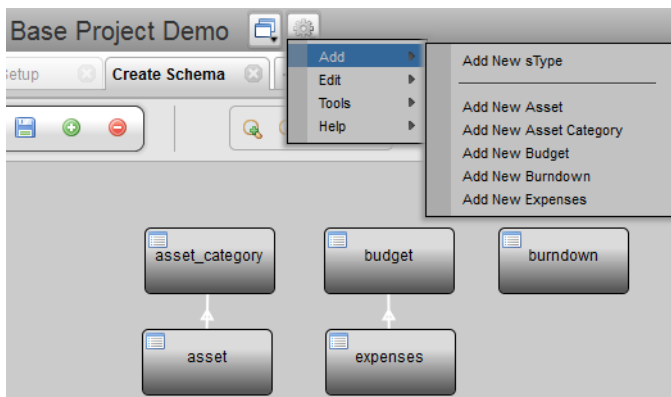 Base Project Demo
Setup
Create Schema
Add
Edit
Tools
Help
Add New sType
Add New Asset
Add New Asset Category
Add New Budget
Add New Burndown
Add New Expenses
asset_category
budget
burndown
asset
expenses